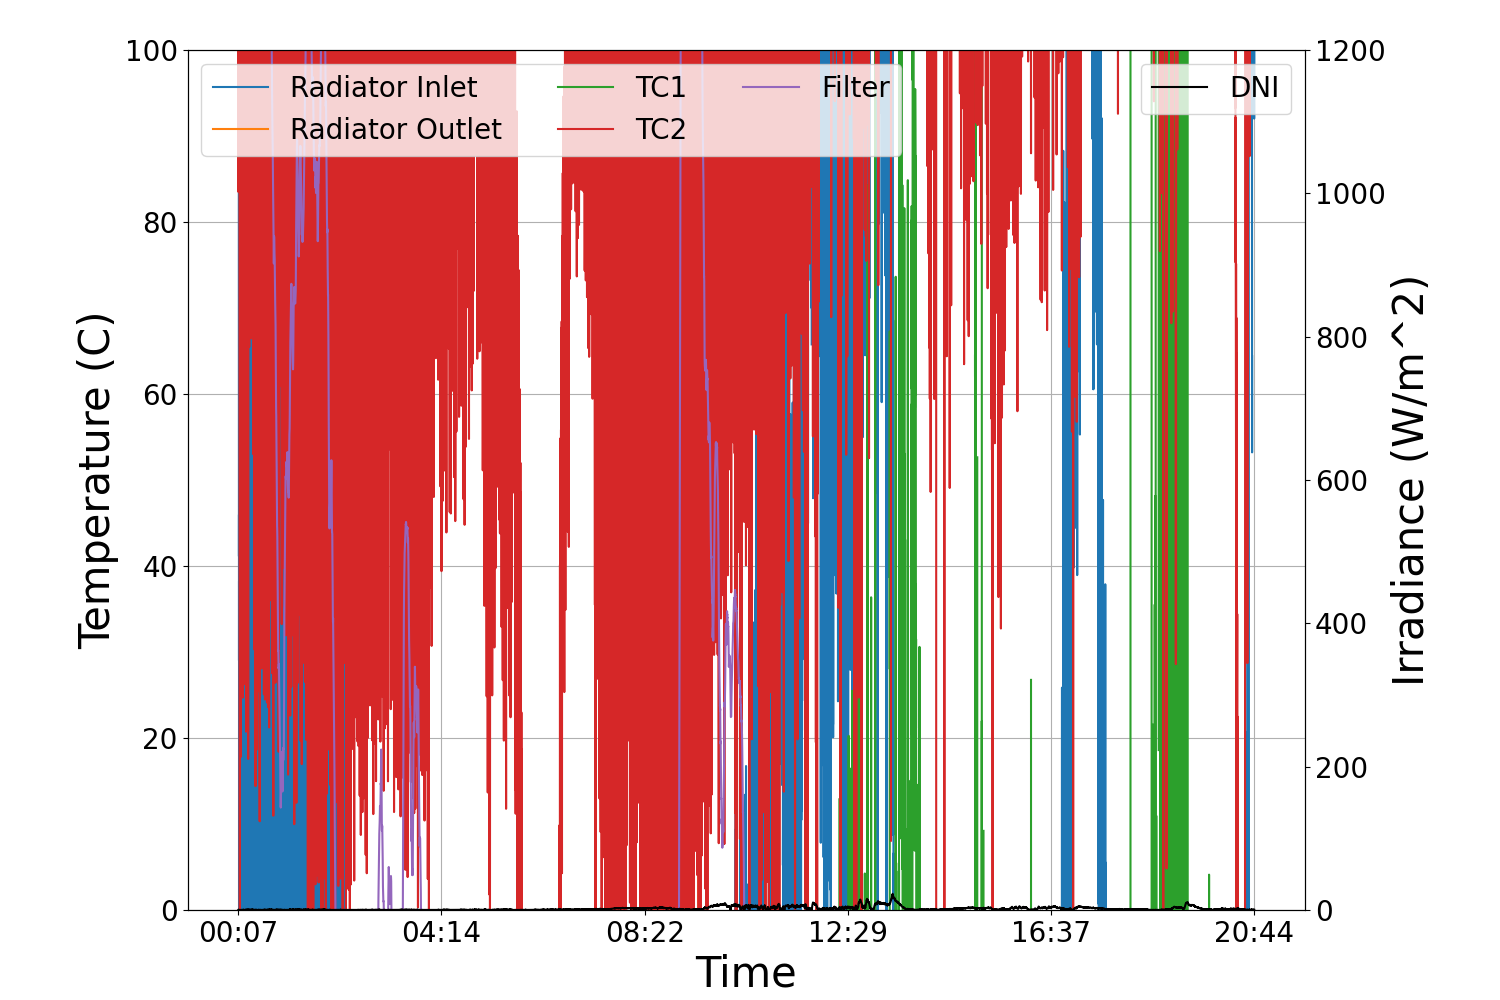 100
80
60
40
20
0
Temperature (C)
Radiator Inlet
Radiator Outlet
TC1
TC2
Filter
DNI
1200
1000
800
600
400
200
0
Irradiance (W/m^2)
00:07
04:14
08:22
12:29
16:37
20:44
Time